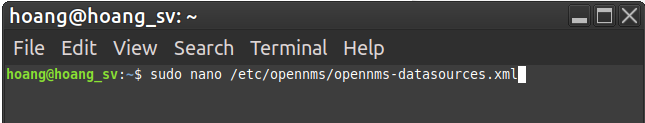 hoang@hoang_sv: ~
File Edit View Search Terminal Help
hoang@hoang_sv:~$ sudo nano /etc/opennms/opennms-datasources.xml